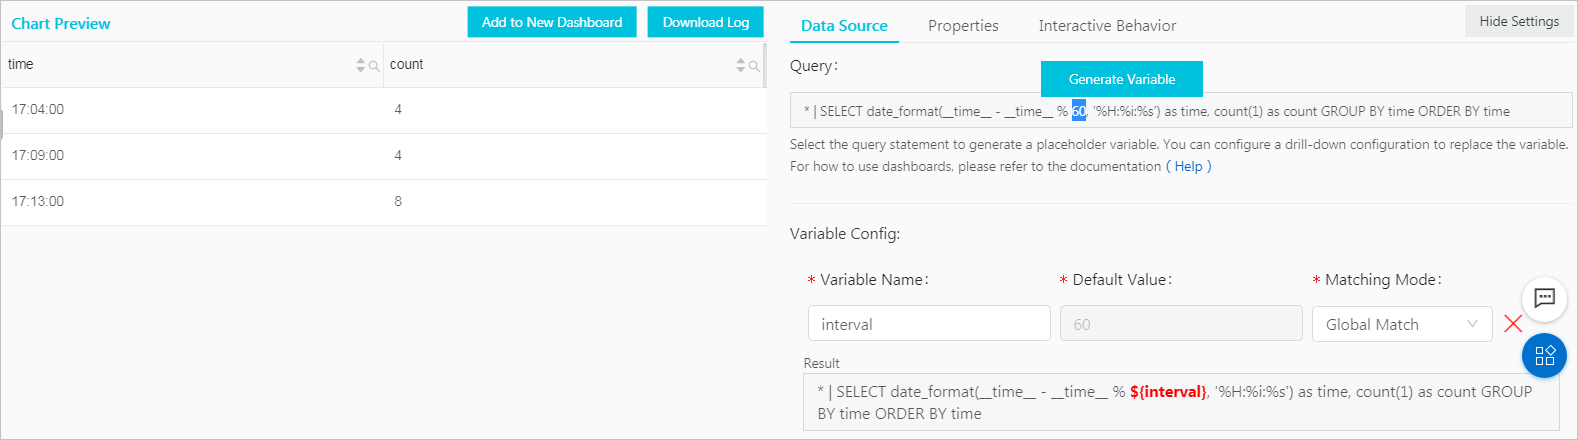 Chart Preview
Add to New Dashboard
Download Log
time
count
17:04:00
4
17:09:00
4
17:13:00
8
Data Source
Properties
Interactive Behavior
Hide Settings
Query:
Generate Variable
* | SELECT date_format(__time__ - __time__ % 60, '%H:%i:%s') as time, count(1) as count GROUP BY time ORDER BY time
Select the query statement to generate a placeholder variable. You can configure a drill-down configuration to replace the variable.
For how to use dashboards, please refer to the documentation ( Help )
Variable Config:
* Variable Name:
* Default Value:
* Matching Mode:
interval
60
Global Match
Result
* | SELECT date_format(__time__ - __time__ % ${interval}, '%H:%i:%s') as time, count(1) as count GROUP
BY time ORDER BY time